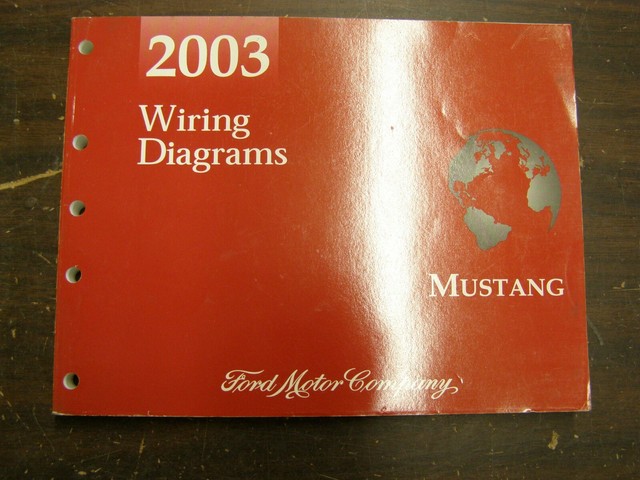 2003
Wiring
Diagrams
MUSTANG
Ford Motor Company